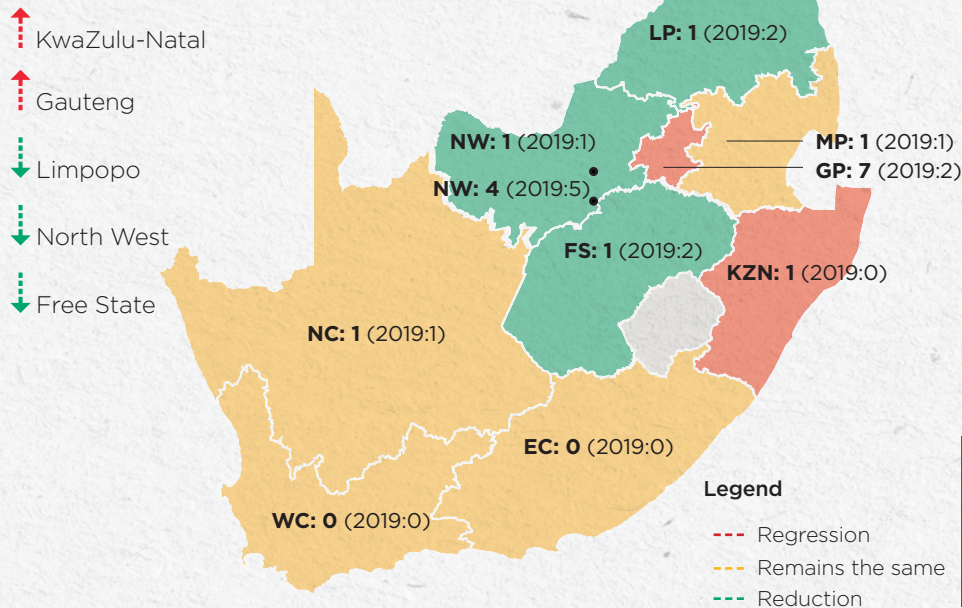 KwaZulu-Natal
Gauteng
Limpopo
North West
Free State
LP: 1 (2019:2)
NW: 1 (2019:1)
MP: 1 (2019:1)
GP: 7 (2019:2)
NW: 4 (2019:5)
FS: 1 (2019:2)
KZN: 1 (2019:0)
NC: 1 (2019:1)
EC: 0 (2019:0)
WC: 0 (2019:0)
Legend
Regression
Remains the same
Reduction